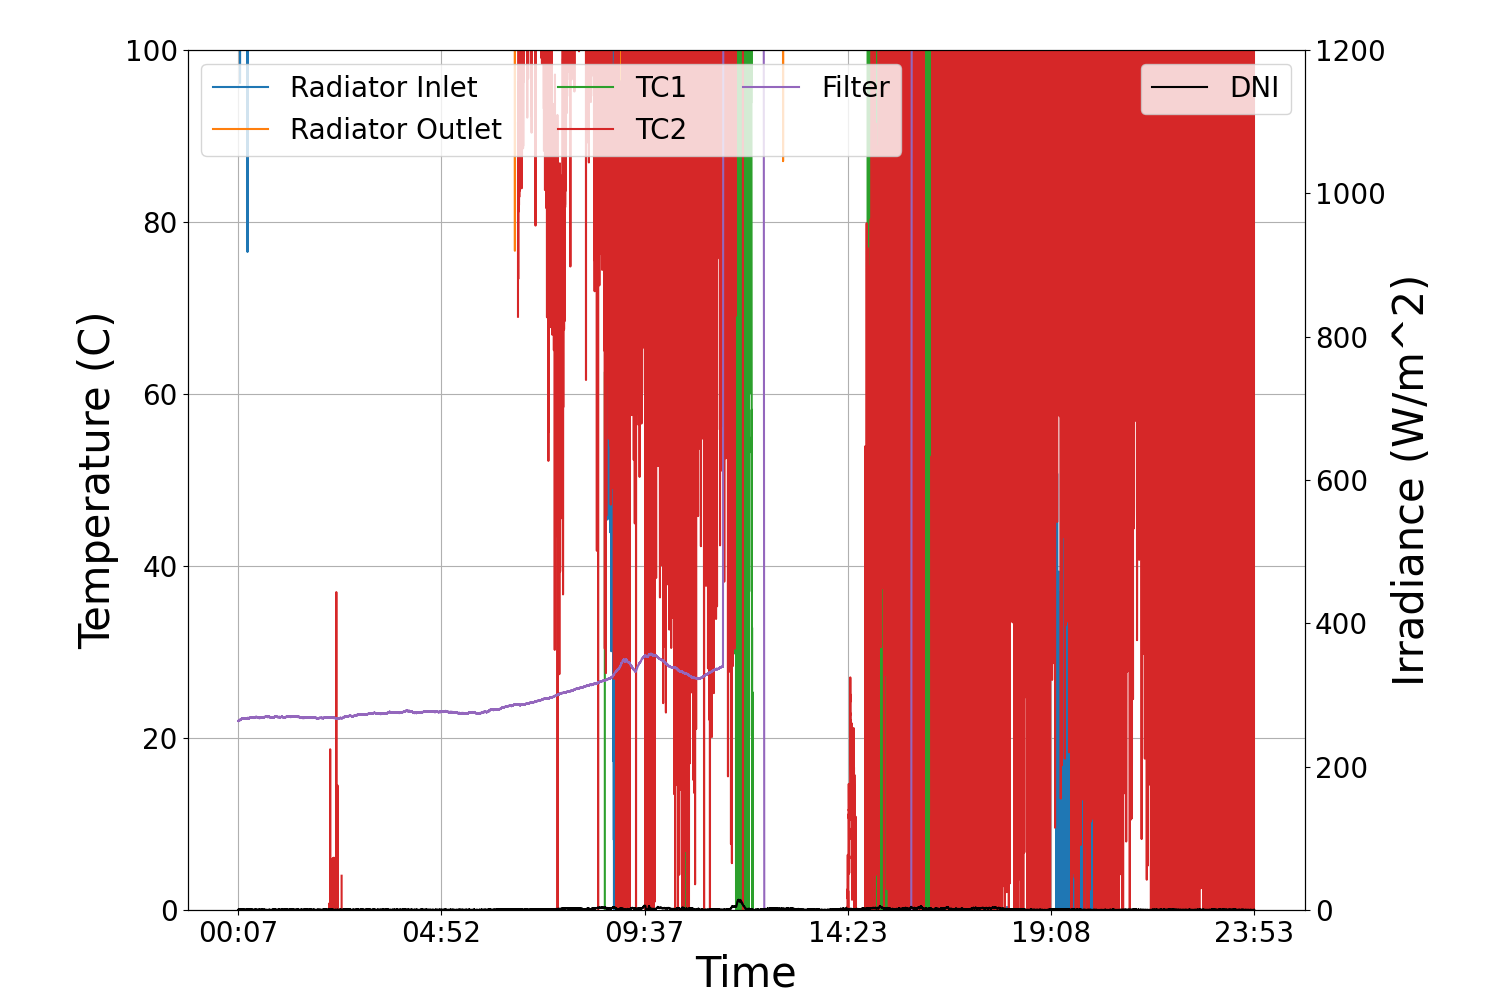 100
80
60
40
20
0
Temperature (C)
Radiator Inlet
Radiator Outlet
TC1
TC2
Filter
DNI
1200
1000
800
600
400
200
0
Irradiance (W/m^2)
00:07 04:52 09:37 14:23 19:08 23:53
Time